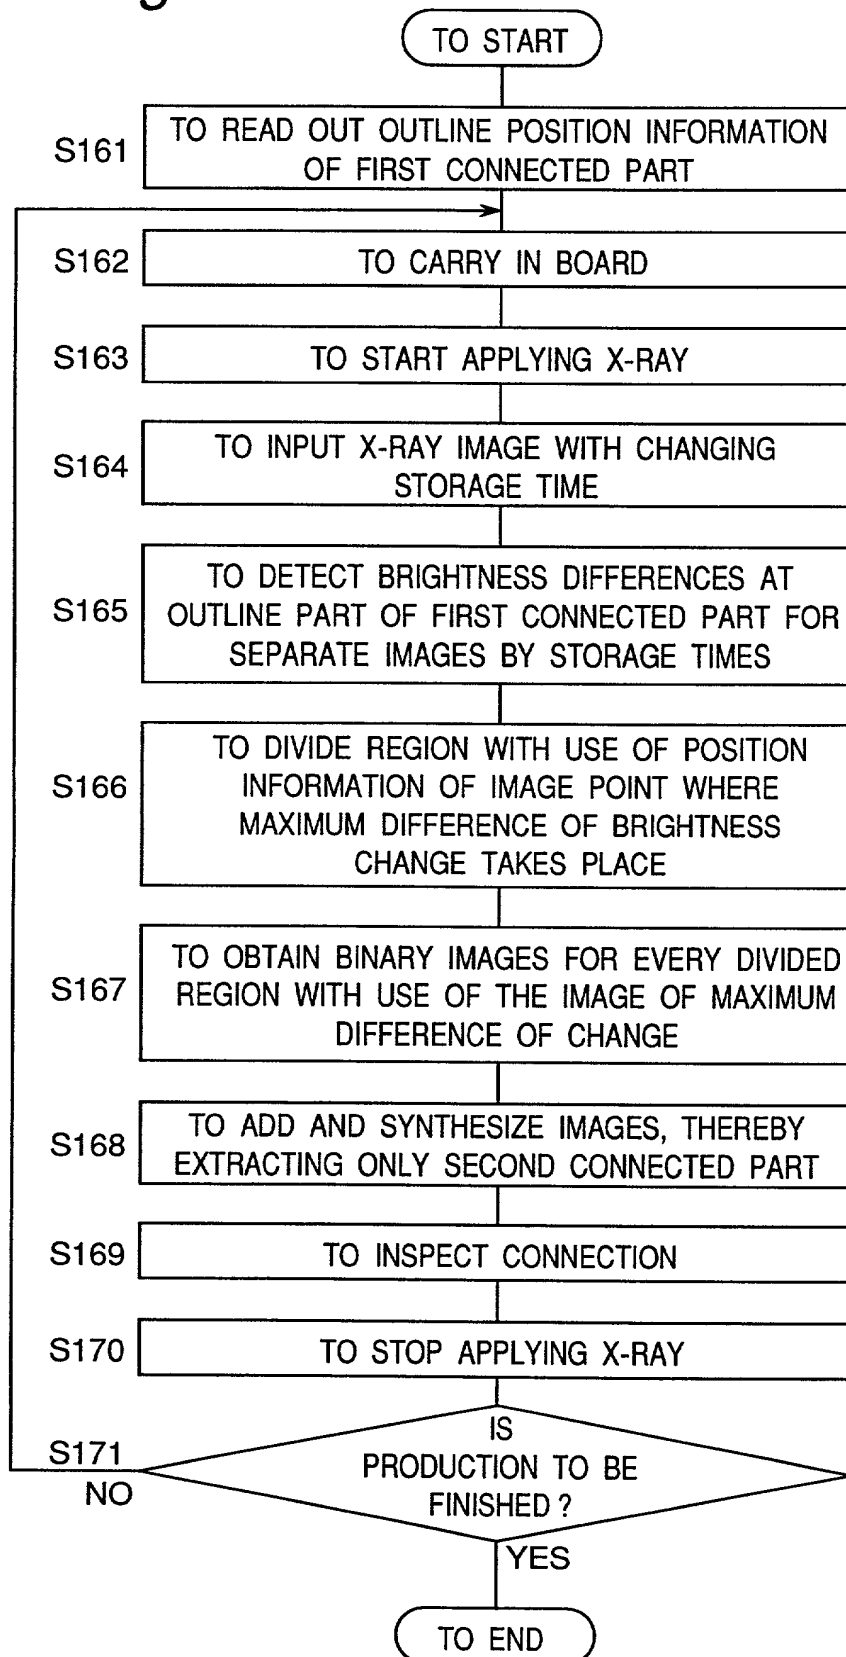 TO START
S161
TO READ OUT OUTLINE POSITION INFORMATION
OF FIRST CONNECTED PART
S162
TO CARRY IN BOARD
S163
TO START APPLYING X-RAY
S164
TO INPUT X-RAY IMAGE WITH CHANGING
STORAGE TIME
S165
TO DETECT BRIGHTNESS DIFFERENCES AT
OUTLINE PART OF FIRST CONNECTED PART FOR
SEPARATE IMAGES BY STORAGE TIMES
S166
TO DIVIDE REGION WITH USE OF POSITION
INFORMATION OF IMAGE POINT WHERE
MAXIMUM DIFFERENCE OF BRIGHTNESS
CHANGE TAKES PLACE
S167
TO OBTAIN BINARY IMAGES FOR EVERY DIVIDED
REGION WITH USE OF THE IMAGE OF MAXIMUM
DIFFERENCE OF CHANGE
S168
TO ADD AND SYNTHESIZE IMAGES, THEREBY
EXTRACTING ONLY SECOND CONNECTED PART
S169
TO INSPECT CONNECTION
S170
TO STOP APPLYING X-RAY
S171
IS
PRODUCTION TO BE
FINISHED ?
NO
YES
TO END